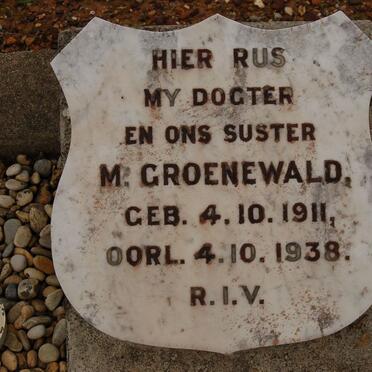 HIER RUS
MY DOGTER
EN ONS SUSTER
M. GROENEWALD.
GEB. 4.10.1911,
OORL. 4.10.1938.
R.I.V.